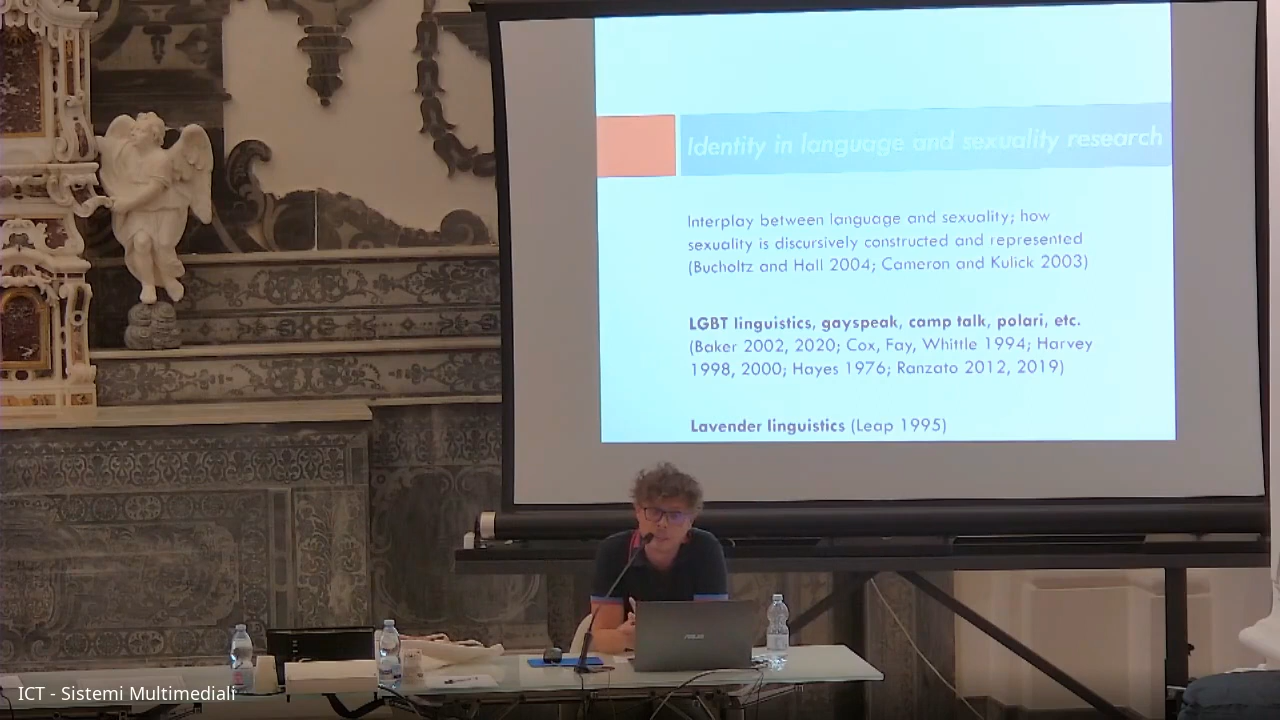 Identity in language and sexuality research
Interplay between language and sexuality; how
sexuality is discursively constructed and represented
(Bucholtz and Hall 2004; Cameron and Kulick 2003)
LGBT linguistics, gayspeak, camp talk, polari, etc.
(Baker 2002, 2020; Cox, Fay, Whittle 1994; Harvey
1998, 2000; Hayes 1976; Ranzato 2012, 2019)
Lavender linguistics (Leap 1995)
ASUS
ICT - Sistemi Multimediali